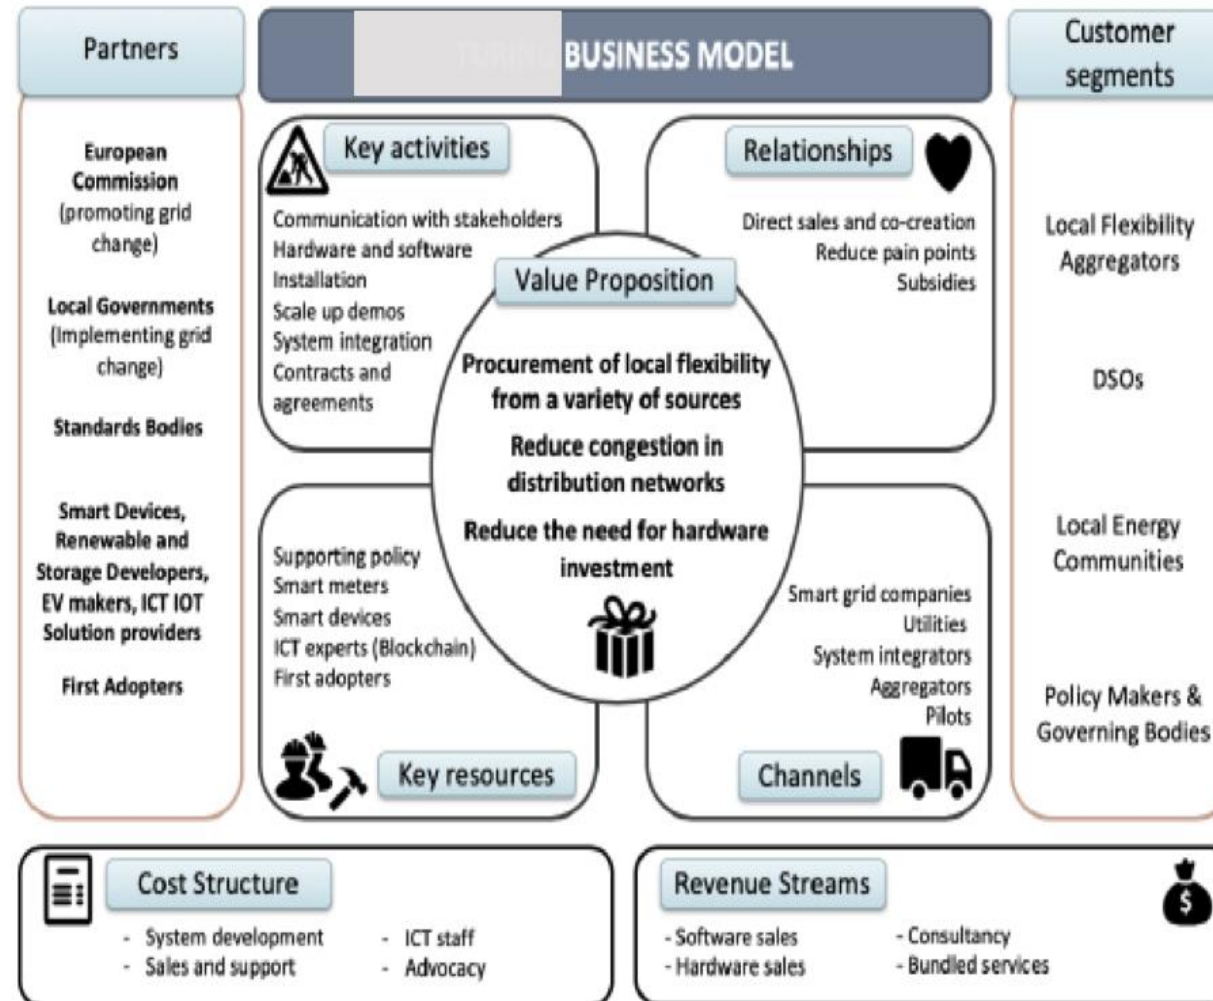 Partners
European
Commission
(promoting grid
change)
Local Governments
(Implementing grid
change)
Standards Bodies
Smart Devices,
Renewable and
Storage Developers,
EV makers, ICT IOT
Solution providers
First Adopters
BUSINESS MODEL
Key activities
Communication with stakeholders
Hardware and software
Installation
Scale up demos
System integration
Contracts and
agreements
Relationships
Direct sales and co-creation
Reduce pain points
Subsidies
Value Proposition
Procurement of local flexibility
from a variety of sources
Reduce congestion in
distribution networks
Reduce the need for hardware
investment
Supporting policy
Smart meters
Smart devices
ICT experts (Blockchain)
First adopters
Key resources
Smart grid companies
Utilities
System integrators
Aggregators
Pilots
Channels
Customer
segments
Local Flexibility
Aggregators
DSOs
Local Energy
Communities
Policy Makers &
Governing Bodies
Cost Structure
- System development
- Sales and support
- ICT staff
- Advocacy
Revenue Streams
- Software sales
- Hardware sales
- Consultancy
- Bundled services
$